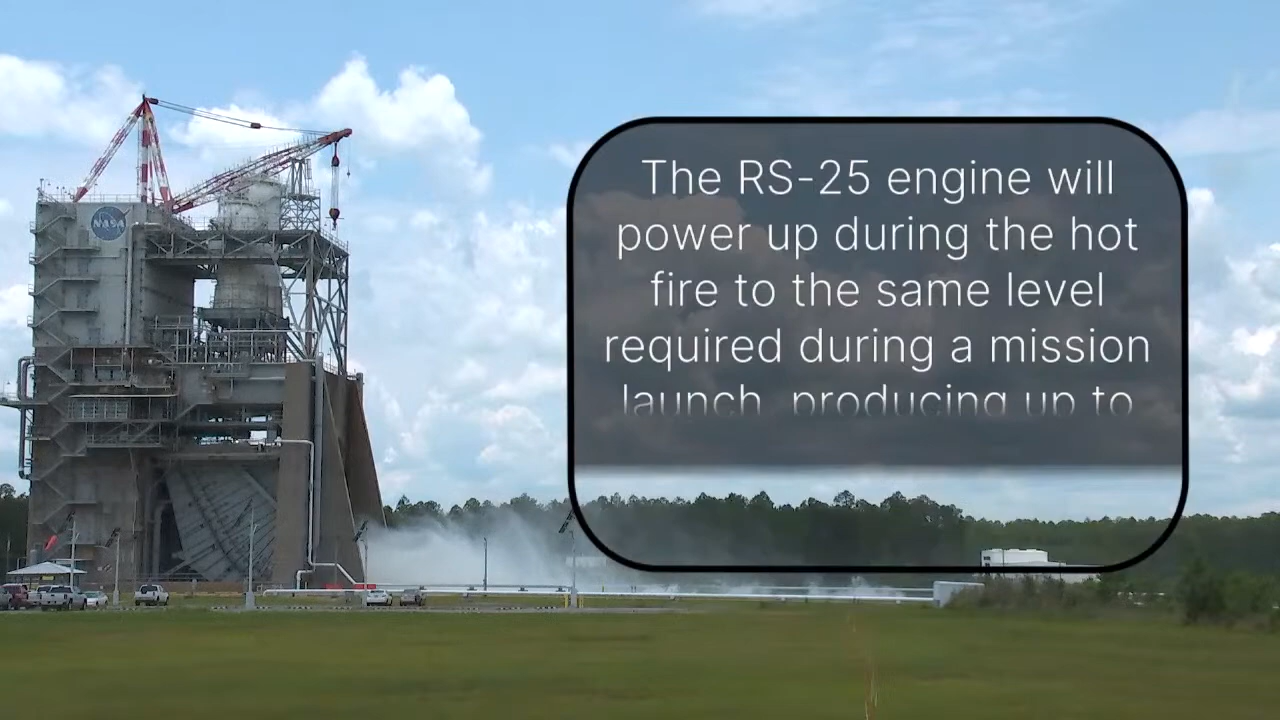 NASA
The RS-25 engine will
power up during the hot
fire to the same level
required during a mission
launch, producing up to